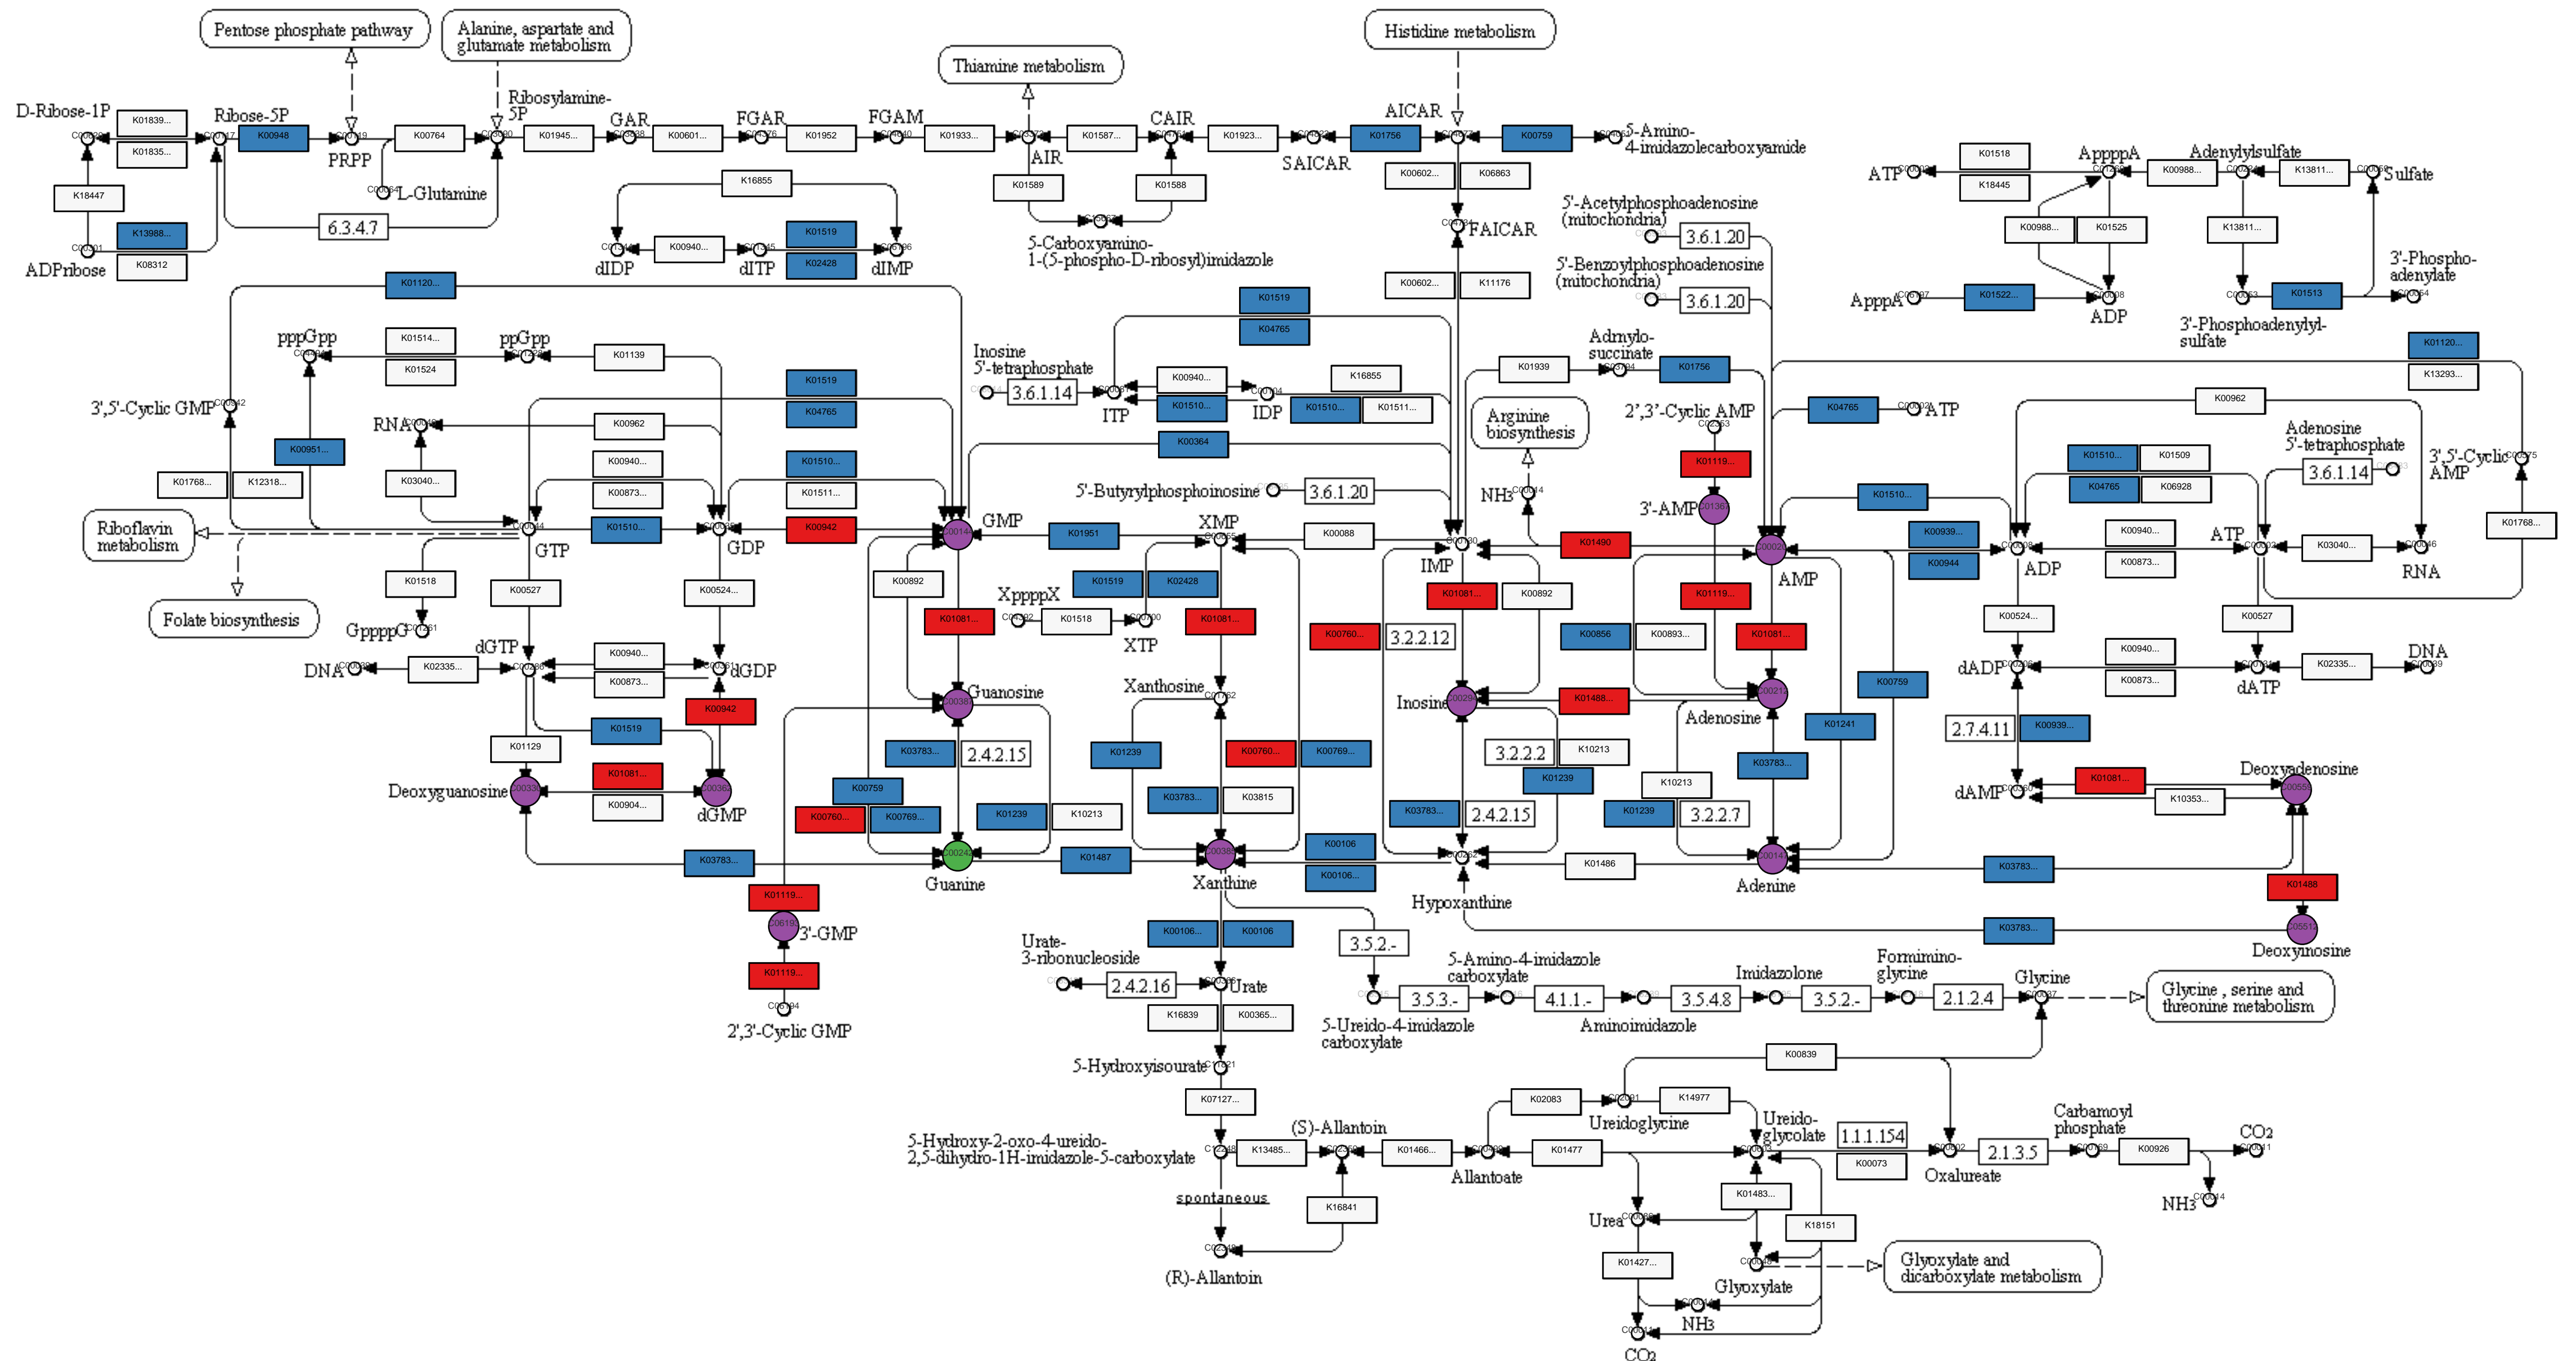 Pentose phosphate pathway
Alanine, aspartate and
glutamate metabolism
Histidine metabolism
Thiamine metabolism
D-Ribose-1P
K01839...
K01835...
Ribose-5P
K00948
PRPP
K00764
Ribosylamine-
5P
K01945...
GAR
K00601...
FGAR
K01952
FGAM
K01933...
AIR
K01587...
CAIR
K01923...
SAICAR
K01756
AICAR
K00759
5-Amino-
4-imidazolecarboxyamide
K18447
K13988...
K08312
ADPribose
L-Glutamine
6.3.4.7
K16855
K00940...
K01519
K02428
dIDP
dITP
dIMP
K01589
K01588
5-Carboxyamino-
1-(5-phospho-D-ribosyl)imidazole
K00602...
K06863
FAICAR
K00602...
K11176
5'-Acetylphosphoadenosine
(mitochondria)
3.6.1.20
5'-Benzoylphosphoadenosine
(mitochondria)
3.6.1.20
ATP
K01518
K18445
AppppA
K00988...
Adenylylsulfate
K13811...
Sulfate
K00988...
K01525
K13811...
ApppA
K01522...
ADP
K01513
3'-Phospho-
adenylate
3'-Phosphoadenylyl-
sulfate
K01120...
pppGpp
K01514...
K01524
ppGpp
K01139
K01519
K04765
3',5'-Cyclic GMP
RNA
K00962
K00951...
K01768...
K12318...
K03040...
K00940...
K00873...
K01510...
K01511...
Riboflavin
metabolism
GTP
K01510...
GDP
K00942
GMP
Folate biosynthesis
K01518
GppppG
K00527
K00524...
K00892
Inosine
5'-tetraphosphate
3.6.1.14
ITP
K01519
K04765
K00940...
K01510...
IDP
K16855
K01510...
K01511...
K00364
5'-Butyrylphosphoinosine
3.6.1.20
K01951
XMP
K00088
IMP
K01939
Adrnylo-
succinate
K01756
Arginine
biosynthesis
NH3
2',3'-Cyclic AMP
K01119...
3'-AMP
K01490
AMP
K04765
ATP
K01120...
K13293...
K00962
K01510...
K01509
K04765
K06928
Adenosine
5'-tetraphosphate
3.6.1.14
3',5'-Cyclic
AMP
K01510...
K00939...
K00944
ADP
K00940...
K00873...
ATP
K03040...
RNA
K01768...
K01519
K02428
XppppX
K01518
XTP
K01081...
K01081...
K01081...
K00892
K00760...
3.2.2.12
K01119...
K00856
K00893...
K01081...
K00759
K00524...
K00527
DNA
K02335...
dGTP
K00940...
K00873...
dGDP
K00942
K01519
K01129
K01081...
K00904...
Deoxyguanosine
dGMP
Guanosine
Xanthosine
Inosine
K01488...
Adenosine
K01241
dADP
K00940...
K00873...
dATP
K02335...
DNA
2.7.4.11
K00939...
dAMP
K01081...
K10353...
Deoxyadenosine
K03783...
2.4.2.15
K00759
K00760...
K00769...
K01239
K10213
K01239
K00760...
K00769...
K03783...
K03815
3.2.2.2
K10213
K01239
K03783...
2.4.2.15
K03783...
K10213
K01239
3.2.2.7
K03783...
Guanine
K01487
Xanthine
K00106
K00106...
Hypoxanthine
K01486
Adenine
K03783...
K01488
K03783...
Deoxyinosine
K01119...
3'-GMP
K01119...
2',3'-Cyclic GMP
K00106...
K00106
Urate-
3-ribonucleoside
2.4.2.16
Urate
K16839
K00365...
5-Hydroxyisourate
K07127...
3.5.2.-
5-Ureido-4-imidazole
carboxylate
3.5.3.-
5-Amino-4-imidazole
carboxylate
4.1.1.-
Aminoimidazole
3.5.4.8
Imidazolone
3.5.2.-
Formimino-
glycine
2.1.2.4
Glycine
Glycine , serine and
threonine metabolism
K00839
5-Hydroxy-2-oxo-4-ureido-
2,5-dihydro-1H-imidazole-5-carboxylate
K13485...
(S)-Allantoin
K01466...
Allantoate
K02083
Ureidoglycine
K14977
K01477
Ureido-
glycolate
1.1.1.154
K00073
Oxalureate
2.1.3.5
Carbamoyl
phosphate
K00926
CO2
NH3
spontaneous
K16841
(R)-Allantoin
Urea
K01483...
K18151
K01427...
Glyoxylate
Glyoxylate and
dicarboxylate metabolism
NH3
CO2